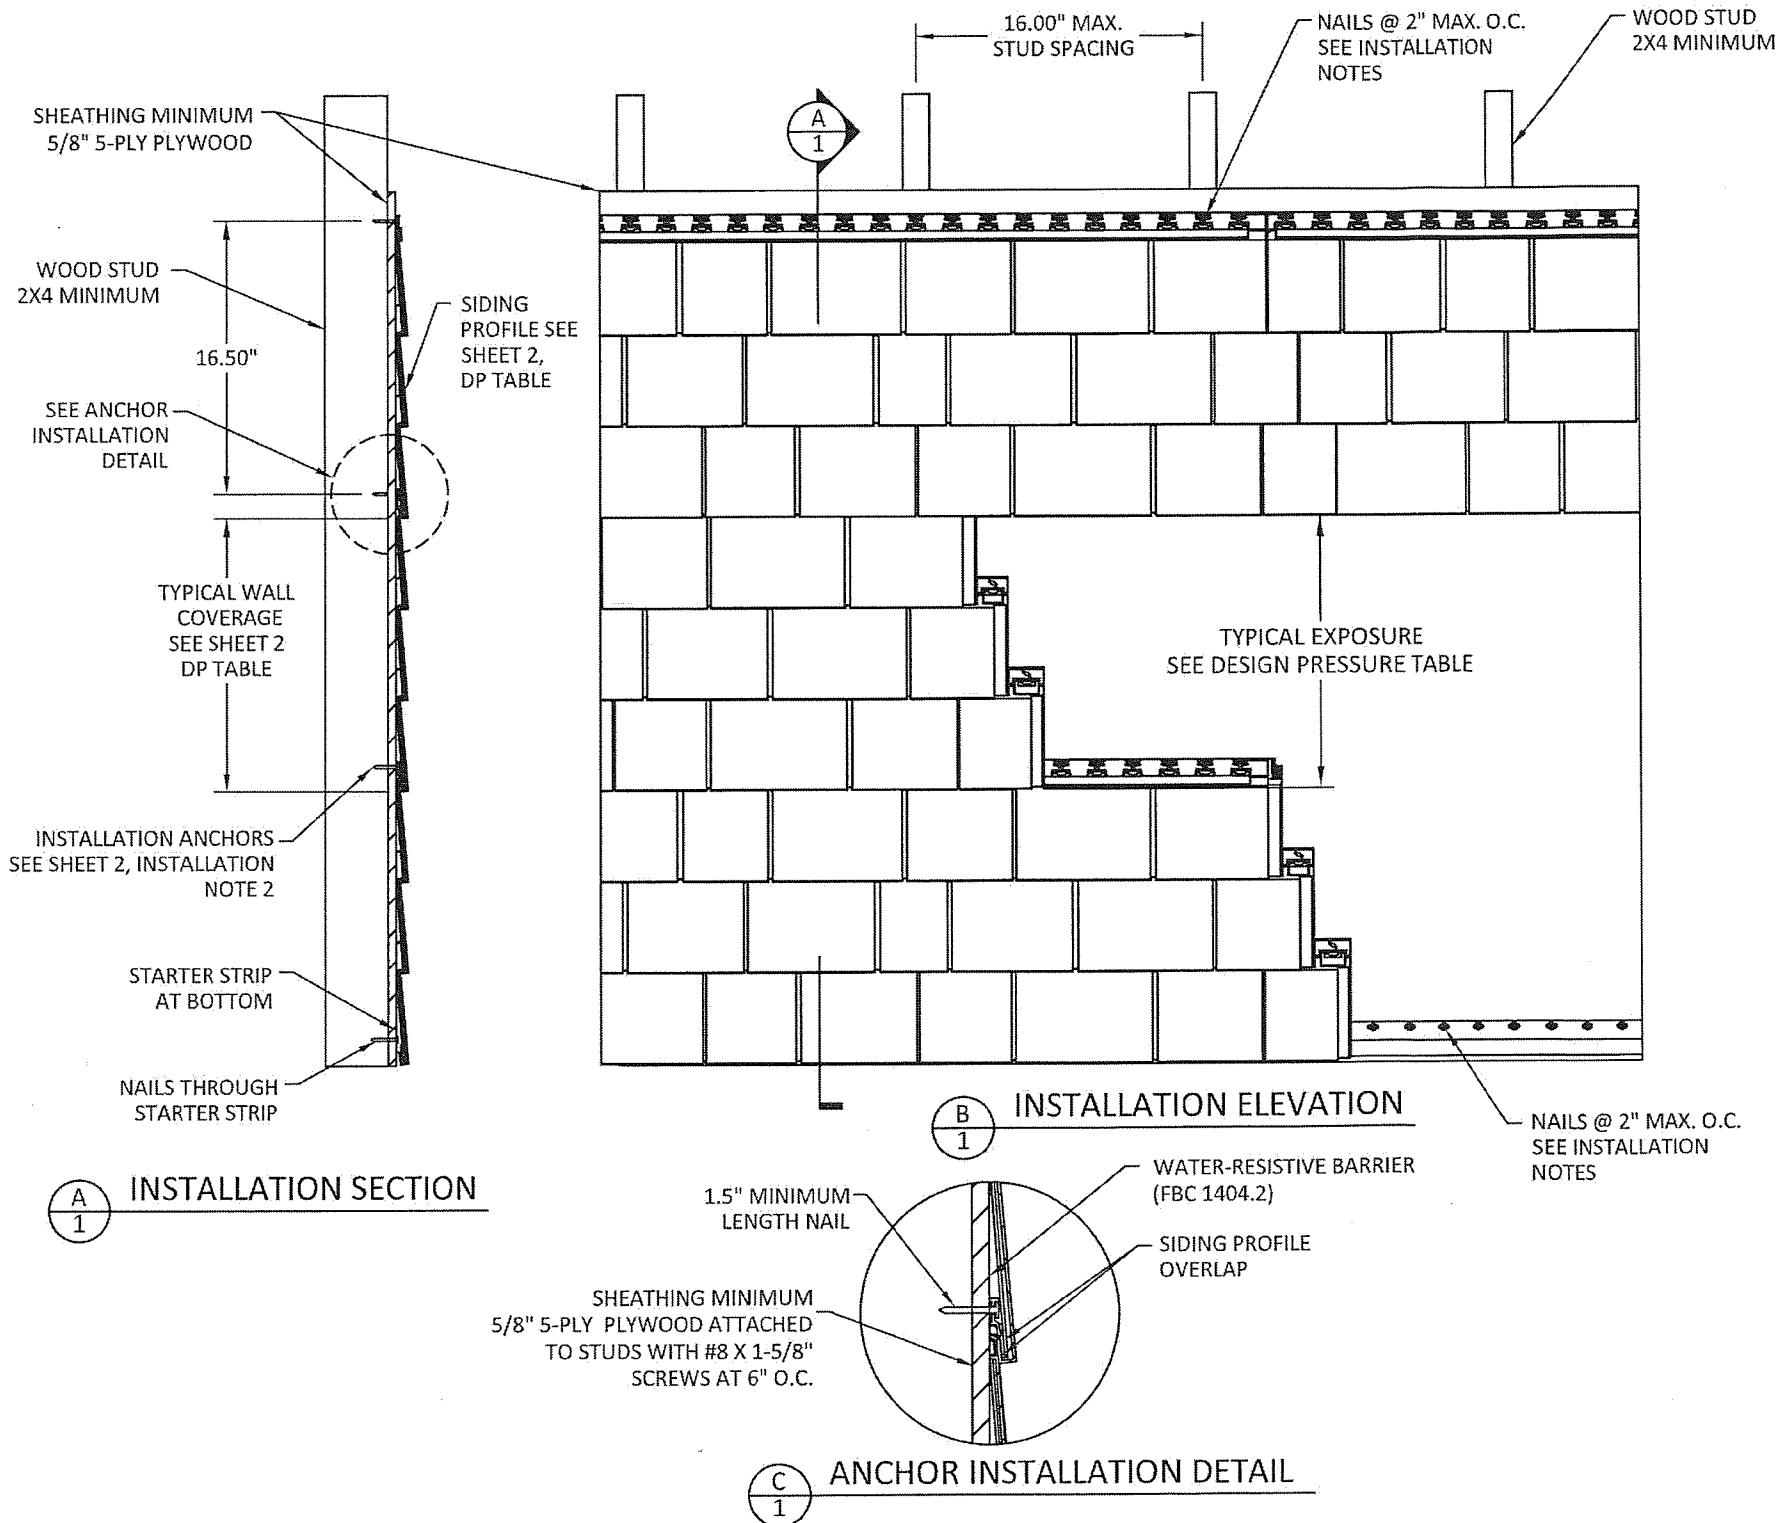 16.00" MAX.
STUD SPACING
NAILS @ 2" MAX. O.C.
SEE INSTALLATION
NOTES
WOOD STUD
2X4 MINIMUM
SHEATHING MINIMUM
5/8" 5-PLY PLYWOOD
A
1
WOOD STUD
2X4 MINIMUM
16.50"
SIDING
PROFILE SEE
SHEET 2,
DP TABLE
SEE ANCHOR
INSTALLATION
DETAIL
TYPICAL WALL
COVERAGE
SEE SHEET 2
DP TABLE
TYPICAL EXPOSURE
SEE DESIGN PRESSURE TABLE
INSTALLATION ANCHORS
SEE SHEET 2, INSTALLATION
NOTE 2
STARTER STRIP
AT BOTTOM
NAILS THROUGH
STARTER STRIP
B
1
INSTALLATION ELEVATION
NAILS @ 2" MAX. O.C.
SEE INSTALLATION
NOTES
A
1
INSTALLATION SECTION
1.5" MINIMUM
LENGTH NAIL
WATER-RESISTIVE BARRIER
(FBC 1404.2)
SIDING PROFILE
OVERLAP
SHEATHING MINIMUM
5/8" 5-PLY PLYWOOD ATTACHED
TO STUDS WITH #8 X 1-5/8"
SCREWS AT 6" O.C.
C
1
ANCHOR INSTALLATION DETAIL